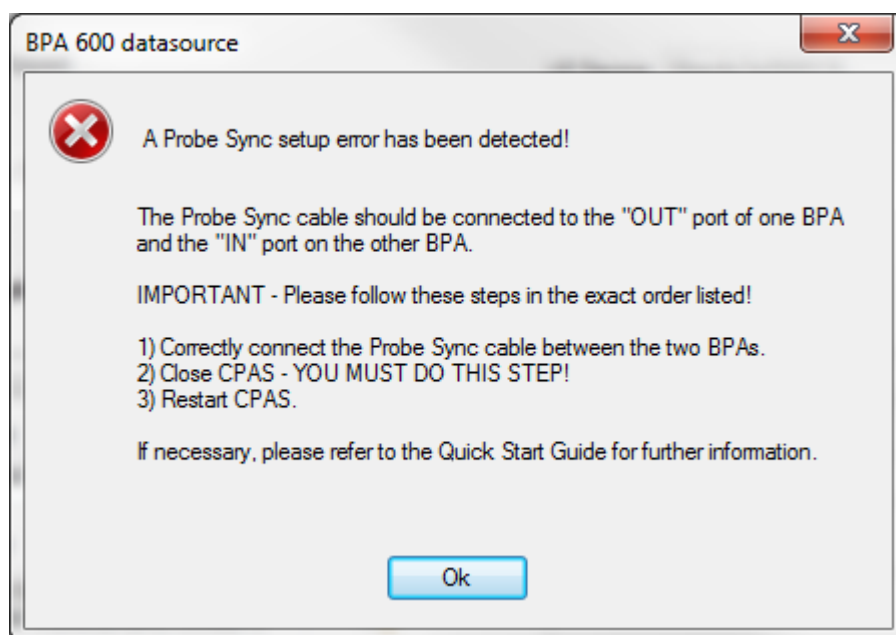 BPA 600 datasource
A Probe Sync setup error has been detected!
The Probe Sync cable should be connected to the "OUT" port of one BPA
and the "IN" port on the other BPA.
IMPORTANT - Please follow these steps in the exact order listed!
1) Correctly connect the Probe Sync cable between the two BPAs.
2) Close CPAS - YOU MUST DO THIS STEP!
3) Restart CPAS.
If necessary, please refer to the Quick Start Guide for further information.
Ok